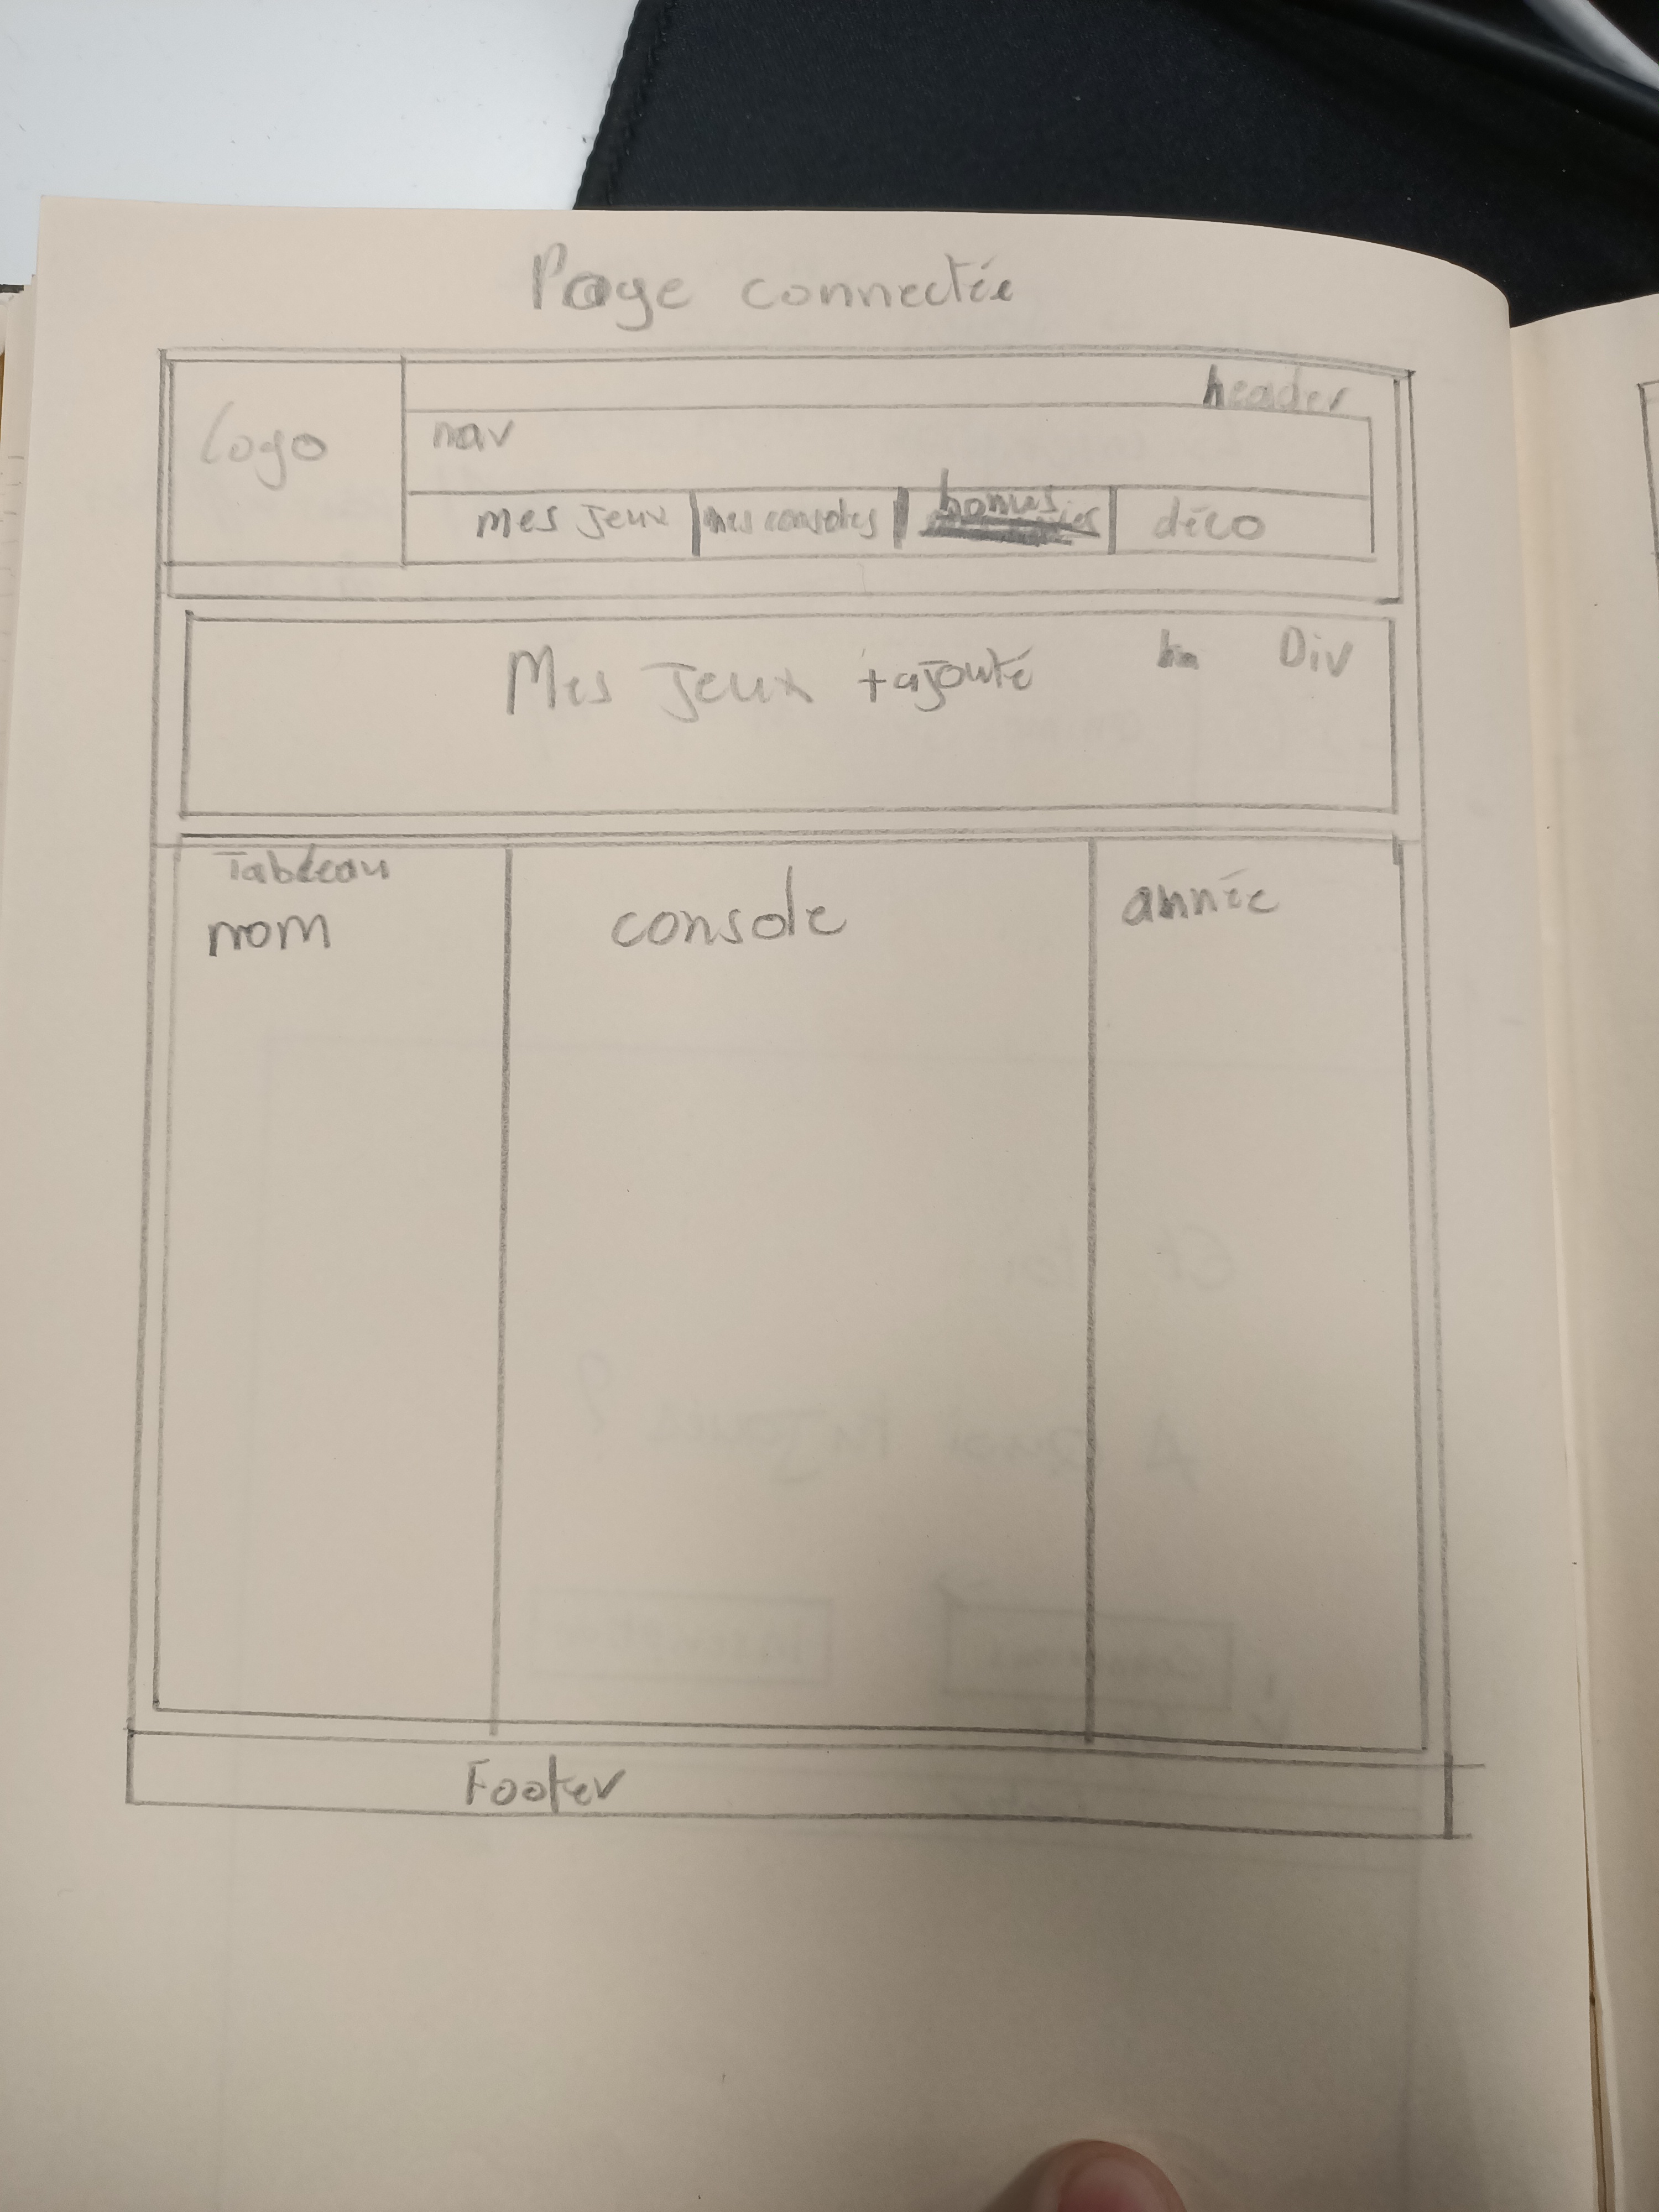 Page connectée
header
Logo
nav
mes jeux
mes consoles
bonus
déco
Mes jeux + ajouté
Div
Tableau
nom
console
année
Footer